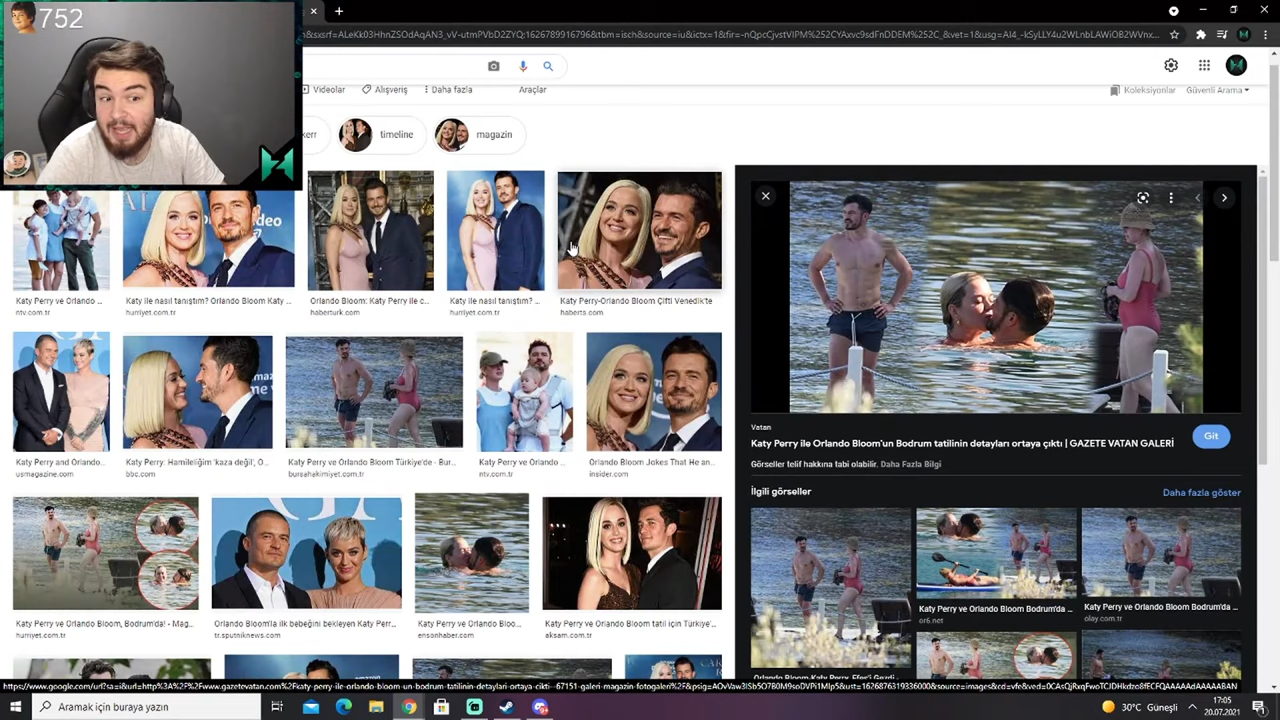 752
Videolar
Alışveriş
Daha fazla
Araçlar
Koleksiyonlar
Güvenli Arama
kerr
timeline
magazin
Katy Perry ve Orlando ...
ntv.com.tr
Katy ile nasıl tanıştım? Orlando Bloom Katy ...
hurriyet.com.tr
Orlando Bloom: Katy Perry ile c...
haberturk.com
Katy ile nasıl tanıştım? ...
hurriyet.com.tr
Katy Perry-Orlando Bloom Çifti Venedik'te
haberts.com
Katy Perry and Orlando...
usmagazine.com
Katy Perry: Hamileliğim 'kaza değil', O...
bbc.com
Katy Perry ve Orlando Bloom Türkiye'de - Bur...
bursahakimiyet.com.tr
Katy Perry ve Orlando ...
ntv.com.tr
Orlando Bloom Jokes That He an...
insider.com
Katy Perry ve Orlando Bloom, Bodrum'da! - Mag...
hurriyet.com.tr
Orlando Bloom'la ilk bebeğini bekleyen Katy Perr...
tr.sputniknews.com
Katy Perry ve Orlando Bloo...
ensonhaber.com
Katy Perry ve Orlando Bloom tatil için Türkiye'...
aksam.com.tr
Vatan
Katy Perry ile Orlando Bloom'un Bodrum tatilinin detayları ortaya çıktı | GAZETE VATAN GALERİ
Git
Görseller telif hakkına tabi olabilir. Daha Fazla Bilgi
İlgili görseller
Daha fazla göster
Katy Perry ve Orlando Bloom Bodrum'da ...
or6.net
Katy Perry ve Orlando Bloom Bodrum'da ...
olay.com.tr
Orlando Bloom Katy Perry, Efes'i Gezdi -
Aramak için buraya yazın
30°C Güneşli
17:05
20.07.2021